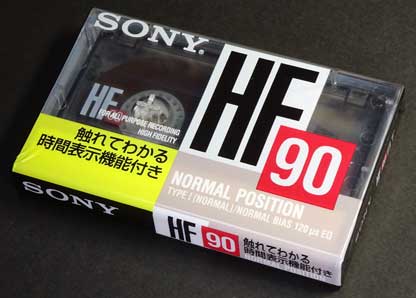 SONY
HF
HF
FOR ALL PURPOSE RECORDING
HIGH FIDELITY
90
触れてわかる
時間表示機能付き
NORMAL POSITION
TYPE I (NORMAL)/NORMAL BIAS 120 μs EQ
SONY
HF 90
触れてわかる
時間表示機能付き